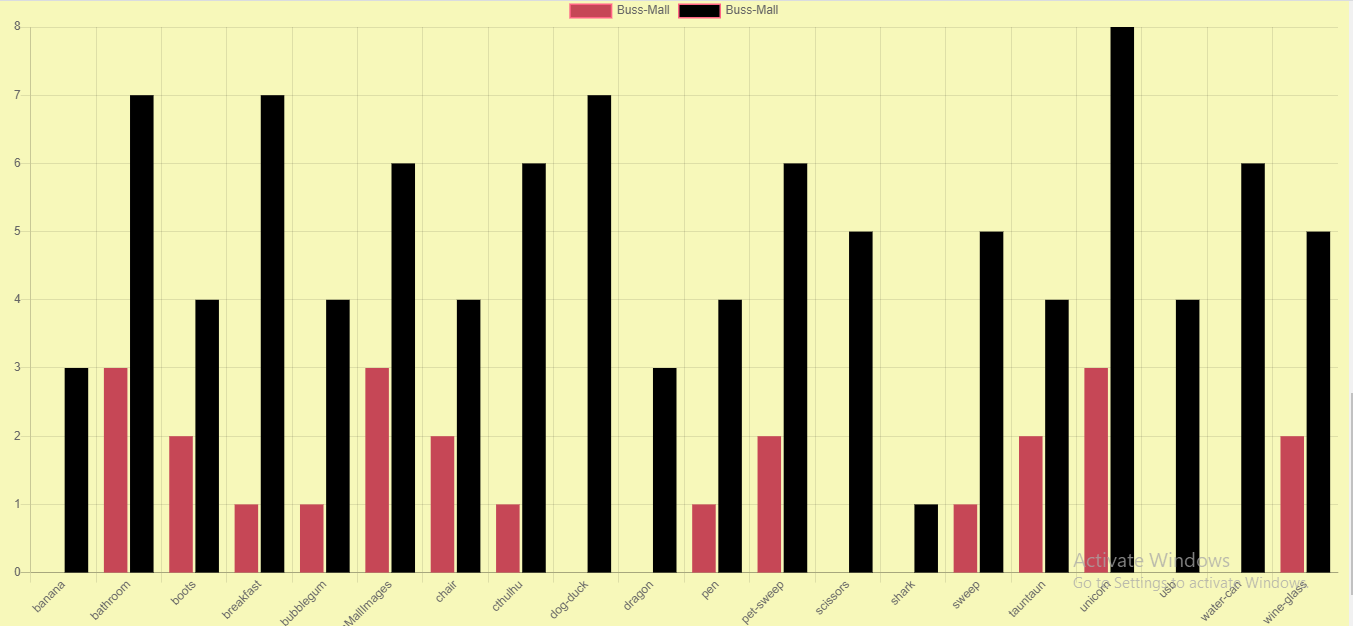 Buss-Mall Buss-Mall
8
7
6
5
4
3
2
1
0
banana bathroom boots breakfast bubblegum MallImages chair cthulhu dog-duck dragon pen pet-sweep scissors shark sweep tauntaun unicorn usb water-can wine-glass
Activate Windows
Go to Settings to activate Windows.